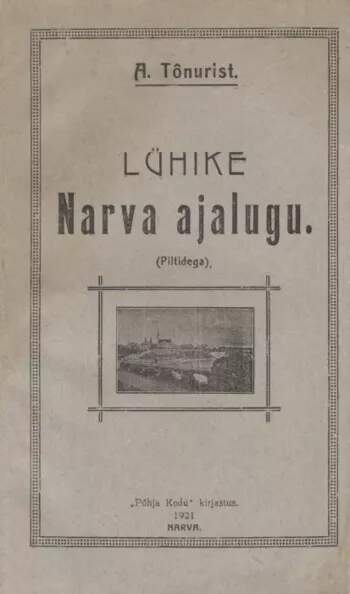 A. Tõnurist.
LÜHIKE
Narva ajalugu.
(Piltidega).
„Põhja Kodu" kirjastus.
1921
NARVA.